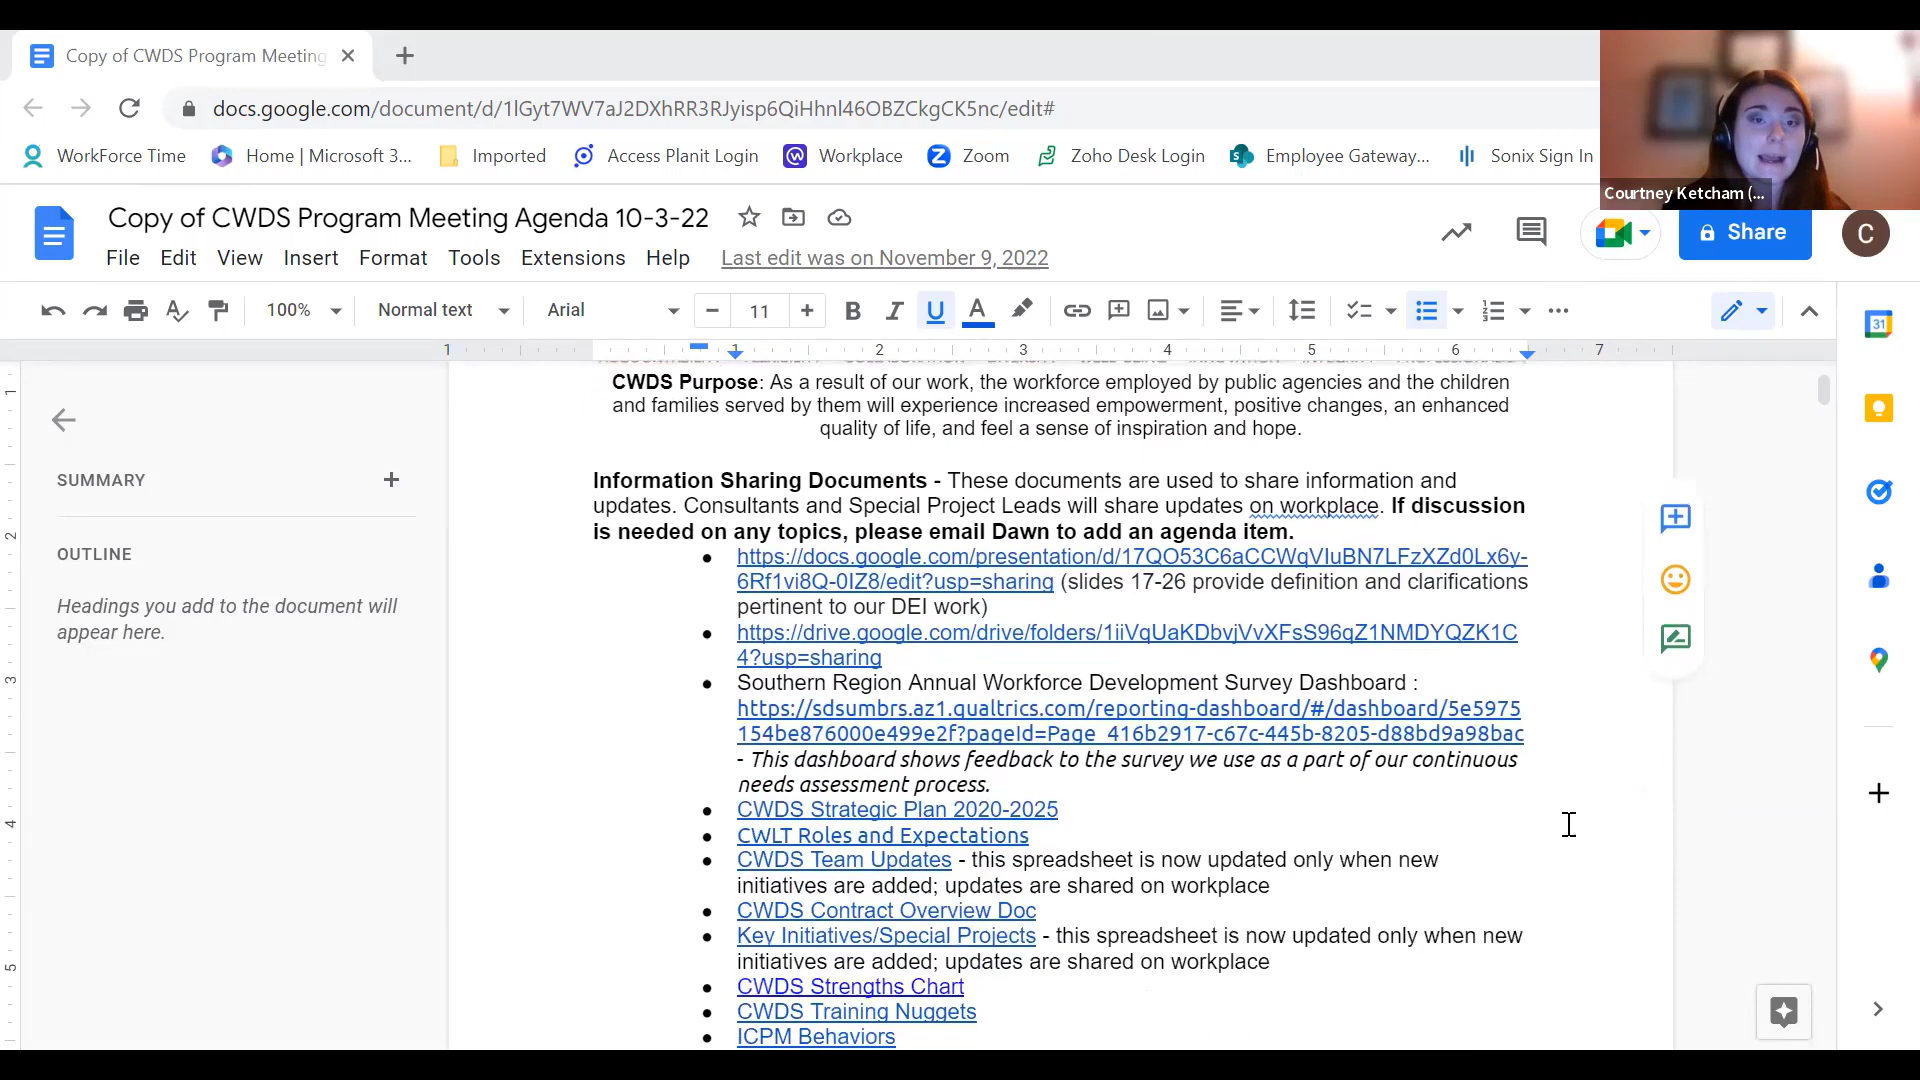 Copy of CWDS Program Meeting
docs.google.com/document/d/1lGyt7WV7aJ2DXhRR3RJyisp6QiHhnl46OBZCkgCK5nc/edit#
WorkForce Time
Home | Microsoft 3...
Imported
Access Planit Login
Workplace
Zoom
Zoho Desk Login
Employee Gateway...
Sonix Sign In
Courtney Ketcham (...
Copy of CWDS Program Meeting Agenda 10-3-22
Share
C
File Edit View Insert Format Tools Extensions Help Last edit was on November 9, 2022
100% Normal text Arial 11
31
1 1 2 3 4 5 6 7
CWDS Purpose: As a result of our work, the workforce employed by public agencies and the children
and families served by them will experience increased empowerment, positive changes, an enhanced
quality of life, and feel a sense of inspiration and hope.
SUMMARY
OUTLINE
Headings you add to the document will
appear here.
Information Sharing Documents - These documents are used to share information and
updates. Consultants and Special Project Leads will share updates on workplace. If discussion
is needed on any topics, please email Dawn to add an agenda item.
https://docs.google.com/presentation/d/17QO53C6aCCWqVIuBN7LFzXZd0Lx6y-
6Rf1vi8Q-0IZ8/edit?usp=sharing (slides 17-26 provide definition and clarifications
pertinent to our DEI work)
https://drive.google.com/drive/folders/1iiVqUaKDbvjVvXFsS96qZ1NMDYQZK1C
4?usp=sharing
Southern Region Annual Workforce Development Survey Dashboard :
https://sdsumbrs.az1.qualtrics.com/reporting-dashboard/#/dashboard/5e5975
154be876000e499e2f?pageId=Page_416b2917-c67c-445b-8205-d88bd9a98bac
- This dashboard shows feedback to the survey we use as a part of our continuous
needs assessment process.
CWDS Strategic Plan 2020-2025
CWLT Roles and Expectations
CWDS Team Updates - this spreadsheet is now updated only when new
initiatives are added; updates are shared on workplace
CWDS Contract Overview Doc
Key Initiatives/Special Projects - this spreadsheet is now updated only when new
initiatives are added; updates are shared on workplace
CWDS Strengths Chart
CWDS Training Nuggets
ICPM Behaviors
1
2
3
4
5